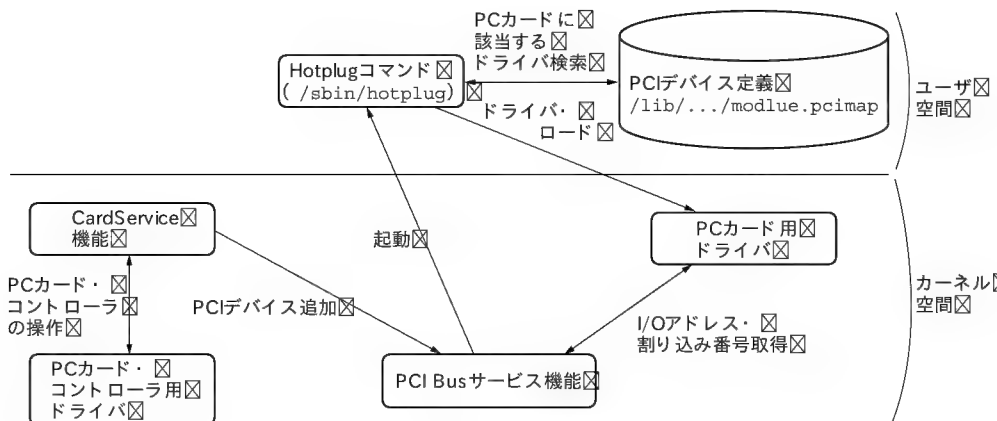 PCカードに
該当する
ドライバ検索
Hotplugコマンド
( /sbin/hotplug)
PCIデバイス定義
/lib/.../modlue.pcimap
ユーザ
空間
ドライバ・
ロード
CardService
機能
起動
PCカード用
ドライバ
PCカード・
コントローラ
の操作
PCIデバイス追加
I/Oアドレス・
割り込み番号取得
カーネル
空間
PCカード・
コントローラ用
ドライバ
PCI Busサービス機能